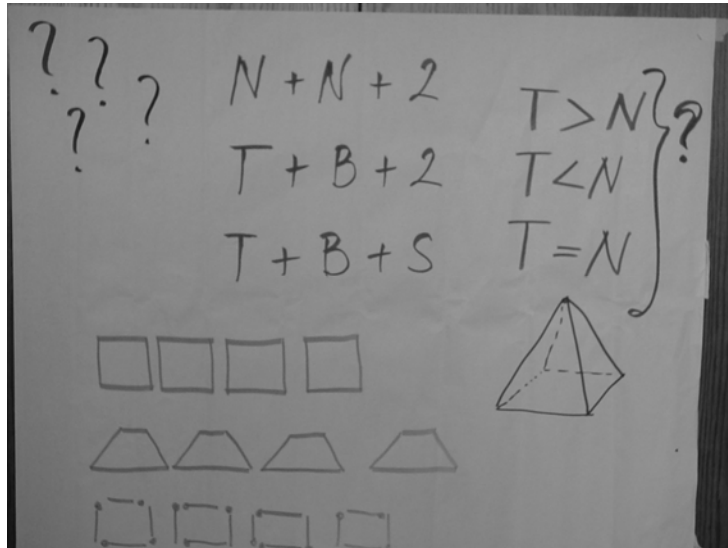 ? ? ? ?
N + N + 2
T + B + 2
T + B + S
T > N
T < N
T = N
?